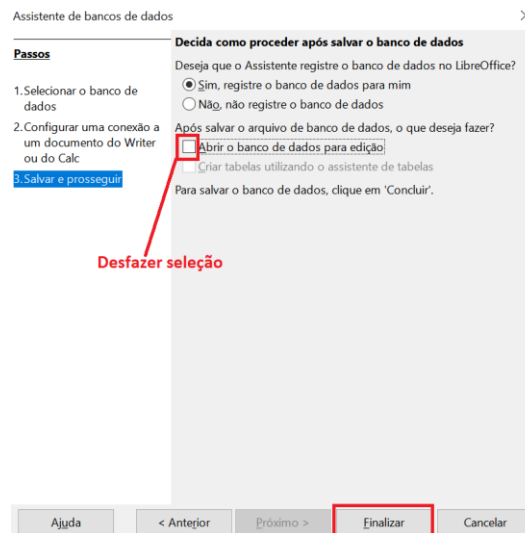 Assistente de bancos de dados
Passos
1. Selecionar o banco de
dados
2. Configurar uma conexão a
um documento do Writer
ou do Calc
3. Salvar e prosseguir
Decida como proceder após salvar o banco de dados
Deseja que o Assistente registre o banco de dados no LibreOffice?
Sim, registre o banco de dados para mim
Não, não registre o banco de dados
Após salvar o arquivo de banco de dados, o que deseja fazer?
Abrir o banco de dados para edição
Criar tabelas utilizando o assistente de tabelas
Para salvar o banco de dados, clique em 'Concluir'.
Desfazer seleção
Ajuda
< Anterior
Próximo >
Finalizar
Cancelar